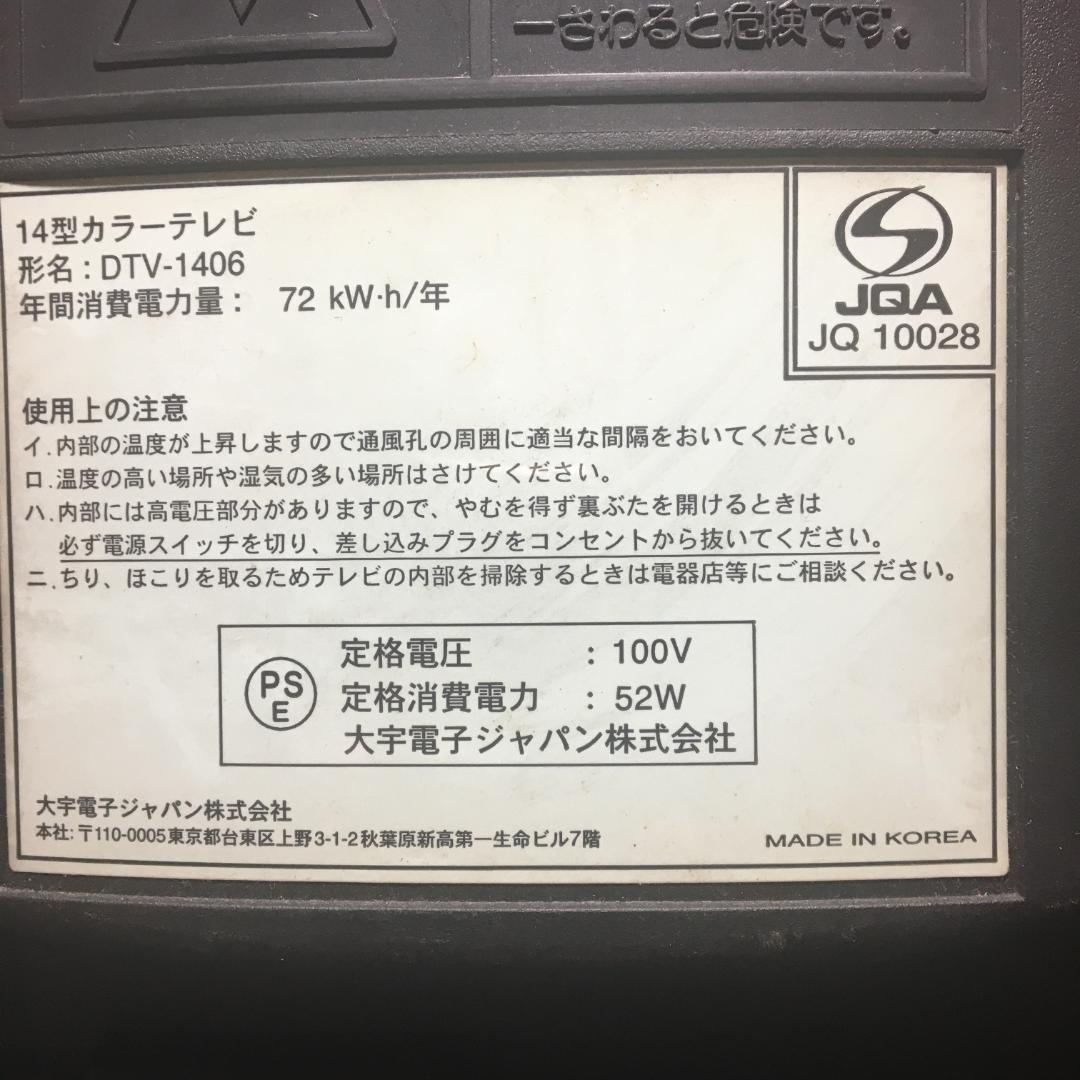 ーさわると危険です。
14型カラーテレビ
形名 : DTV-1406
年間消費電力量 : 72 kW·h/年
JQA
JQ 10028
使用上の注意
イ.内部の温度が上昇しますので通風孔の周囲に適当な間隔をおいてください。
ロ.温度の高い場所や湿気の多い場所はさけてください。
ハ.内部には高電圧部分がありますので、やむを得ず裏ぶたを開けるときは
必ず電源スイッチを切り、差し込みプラグをコンセントから抜いてください。
ニ.ちり、ほこりを取るためテレビの内部を掃除するときは電器店等にご相談ください。
PS
E
定格電圧 : 100V
定格消費電力 : 52W
大宇電子ジャパン株式会社
大宇電子ジャパン株式会社
本社: 〒110-0005東京都台東区上野3-1-2秋葉原新高第一生命ビル7階
MADE IN KOREA